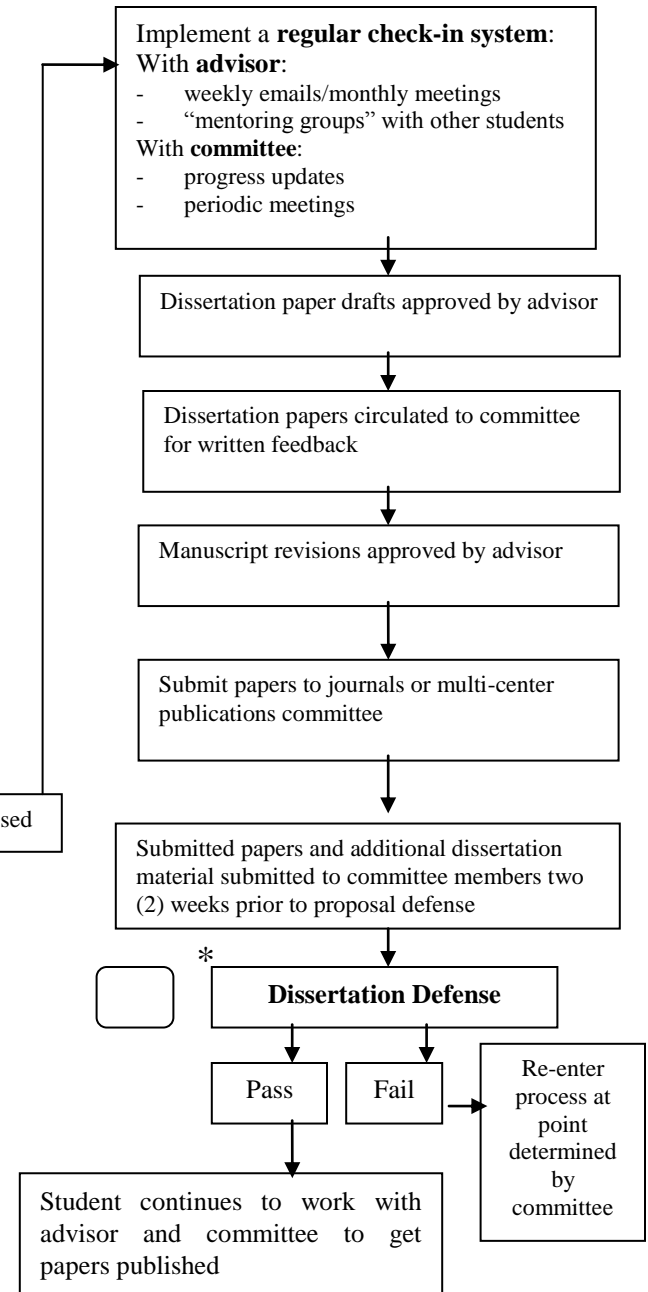 Implement a regular check-in system:
With advisor:
- weekly emails/monthly meetings
- “mentoring groups” with other students
With committee:
- progress updates
- periodic meetings
Dissertation paper drafts approved by advisor
Dissertation papers circulated to committee
for written feedback
Manuscript revisions approved by advisor
Submit papers to journals or multi-center
publications committee
sed
Submitted papers and additional dissertation
material submitted to committee members two
(2) weeks prior to proposal defense
*
Dissertation Defense
Pass
Fail
Re-enter
process at
point
determined
by
committee
Student continues to work with
advisor and committee to get
papers published